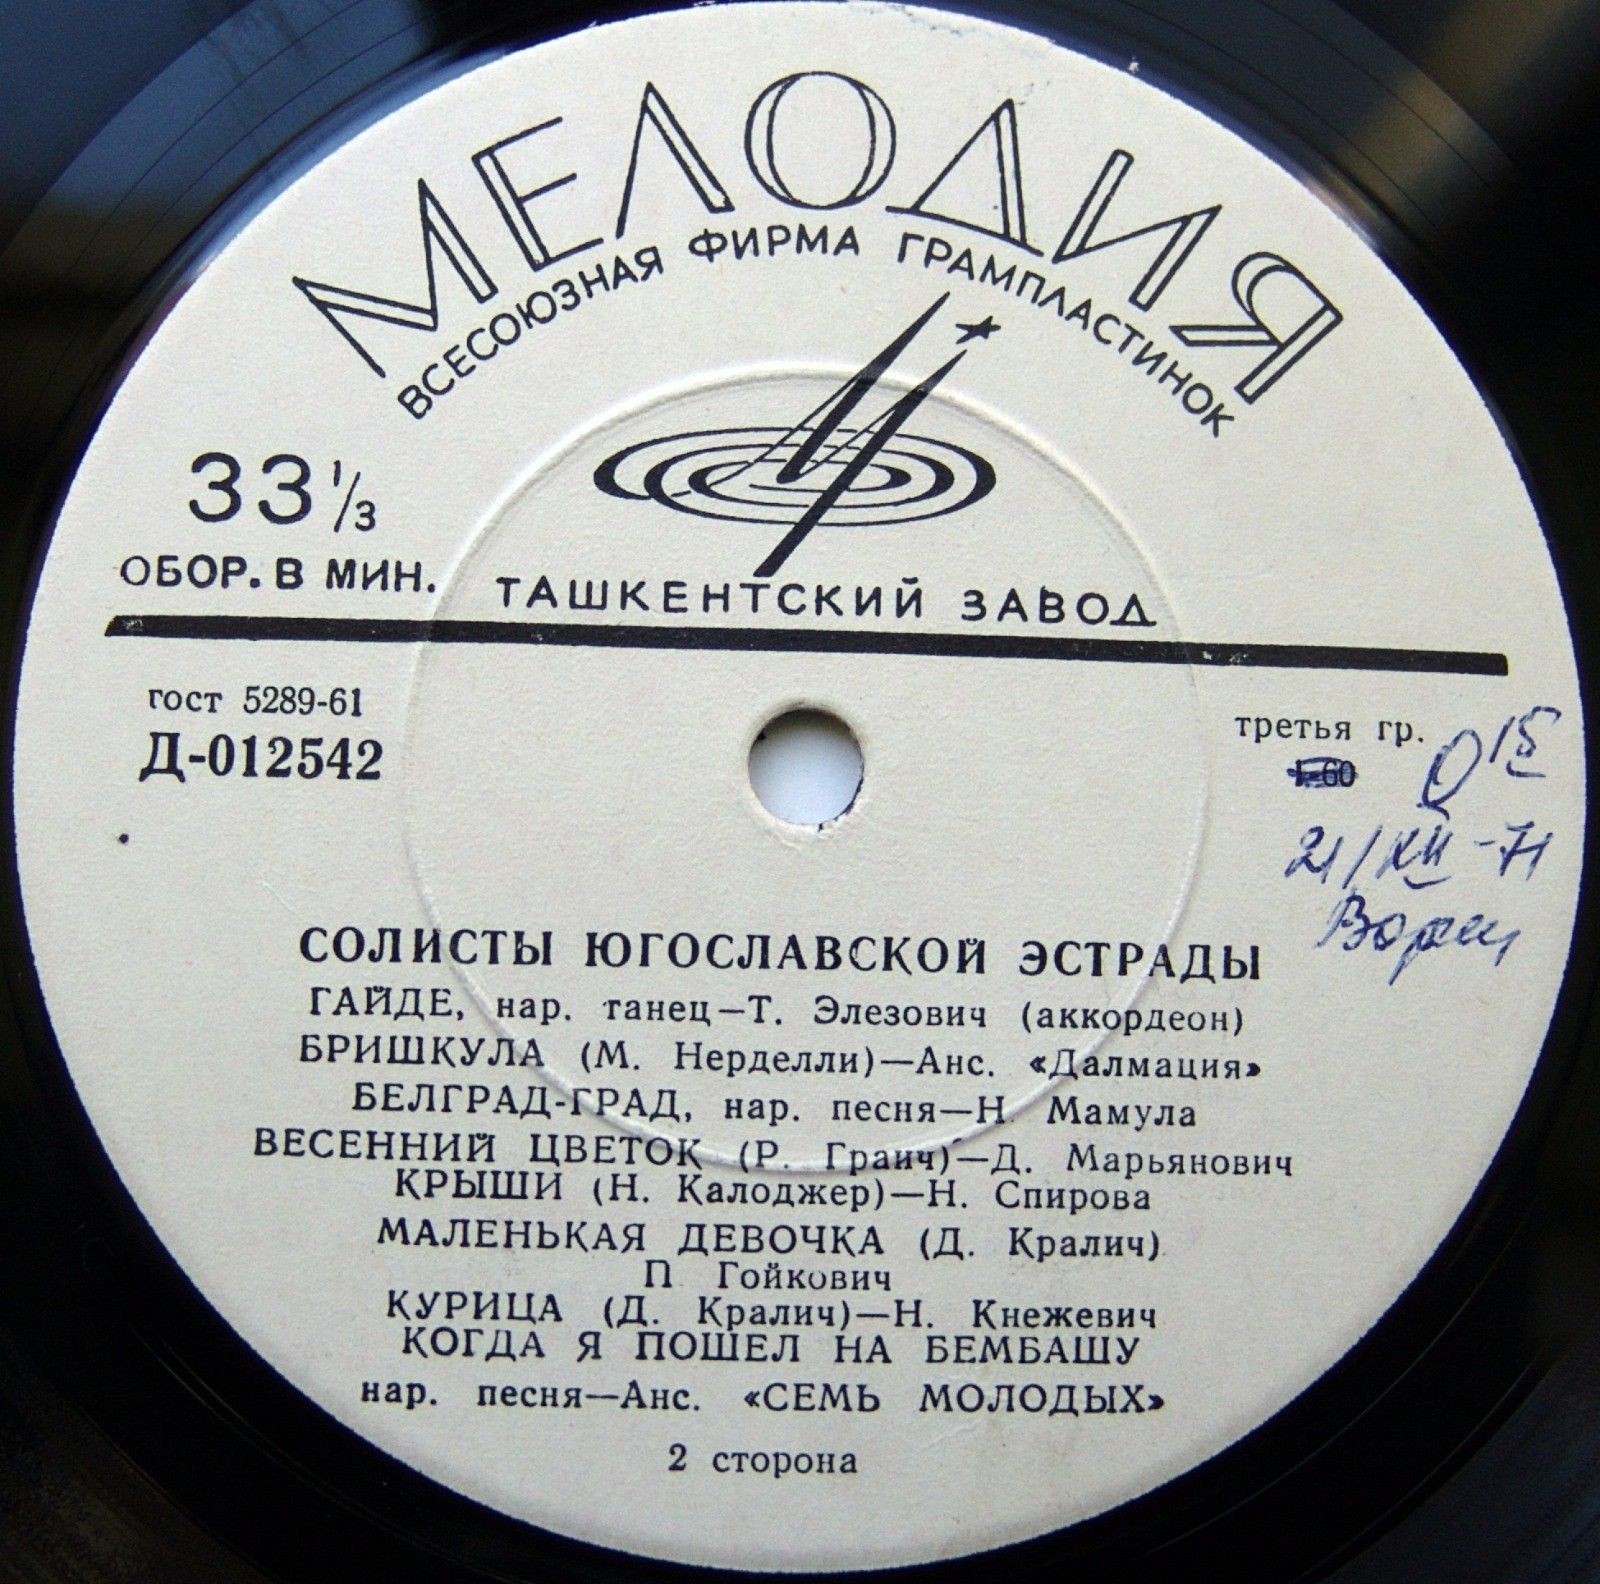 МЕЛОДИЯ
ВСЕСОЮЗНАЯ ФИРМА ГРАМПЛАСТИНОК
33 1/3
ОБОР. В МИН.
ТАШКЕНТСКИЙ ЗАВОД
гост 5289-61
Д-012542
третья гр.
1-60
0 15
21/XII-71
СОЛИСТЫ ЮГОСЛАВСКОЙ ЭСТРАДЫ
ГАЙДЕ, нар. танец—Т. Элезович (аккордеон)
БРИШКУЛА (М. Нерделли)—Анс. «Далмация»
БЕЛГРАД-ГРАД, нар. песня—Н. Мамула
ВЕСЕННИЙ ЦВЕТОК (Р. Граич)—Д. Марьянович
КРЫШИ (Н. Калоджер)—Н. Спирова
МАЛЕНЬКАЯ ДЕВОЧКА (Д. Кралич)
П Гойкович
КУРИЦА (Д. Кралич)—Н. Кнежевич
КОГДА Я ПОШЕЛ НА БЕМБАШУ
нар. песня—Анс. «СЕМЬ МОЛОДЫХ»
2 сторона